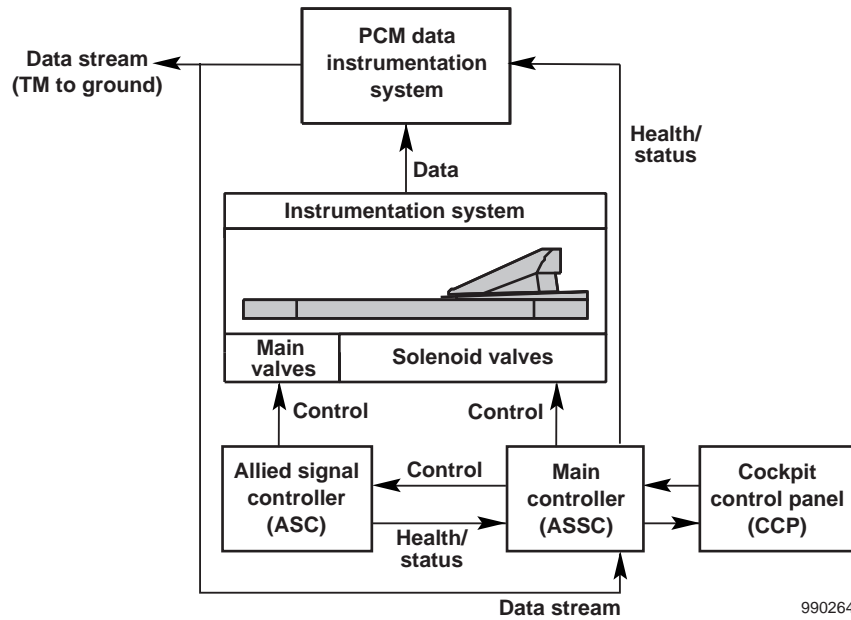 PCM data
instrumentation
system
Data stream
(TM to ground)
Health/
status
Data
Instrumentation system
Main
valves
Solenoid valves
Control
Control
Allied signal
controller
(ASC)
Control
Health/
status
Main
controller
(ASSC)
Cockpit
control panel
(CCP)
Data stream
990264